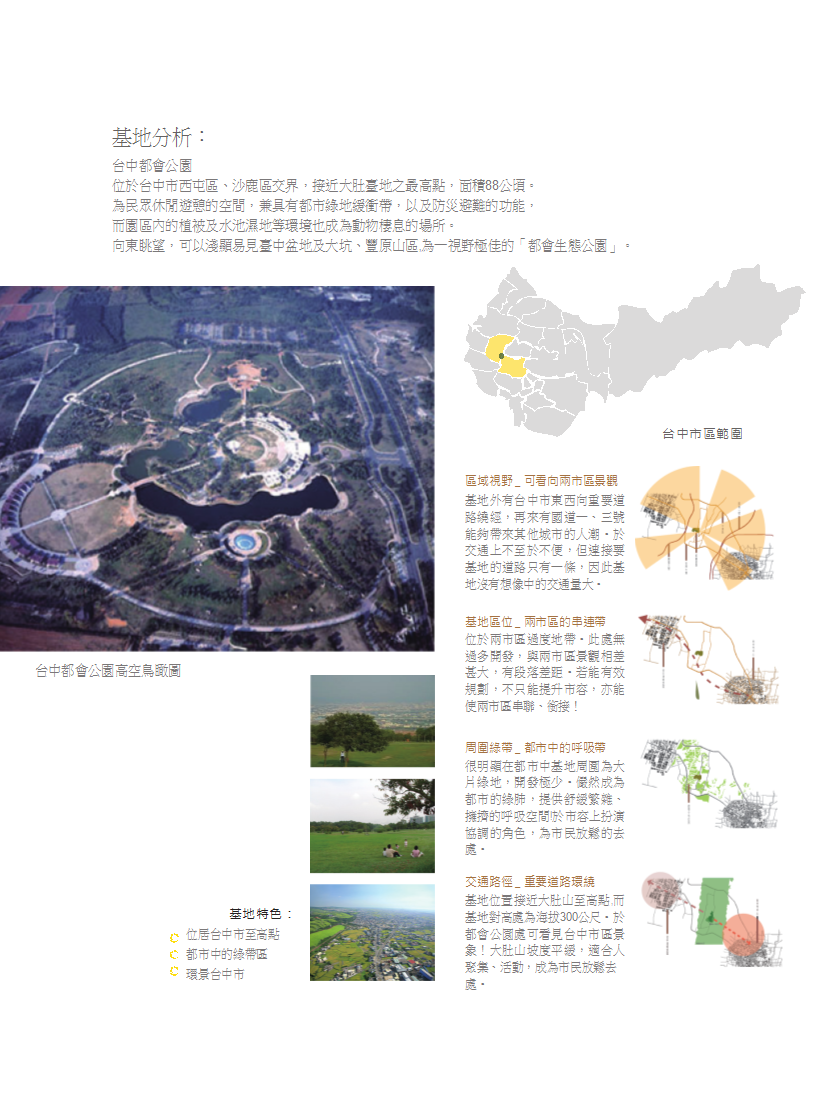 基地分析：
台中都會公園
位於台中市西屯區、沙鹿區交界，接近大肚臺地之最高點，面積88公頃。
為民眾休閒遊憩的空間，兼具有都市綠地緩衝帶，以及防災避難的功能，
而園區內的植被及水池濕地等環境也成為動物棲息的場所。
向東眺望，可以淺顯易見臺中盆地及大坑、豐原山區,為一視野極佳的「都會生態公園」。
台中市區範圍
台中都會公園高空鳥瞰圖
區域視野_可看向兩市區景觀
基地外有台中市東西向重要道
路繞經，再來有國道一、三號
能夠帶來其他城市的人潮。於
交通上不至於不便，但連接要
基地的道路只有一條，因此基
地沒有想像中的交通量大。
基地區位_兩市區的串連帶
位於兩市區過度地帶。此處無
過多開發，與兩市區景觀相差
甚大，有段落差距。若能有效
規劃，不只能提升市容，亦能
使兩市區串聯、銜接！
周圍綠帶_都市中的呼吸帶
很明顯在都市中基地周圍為大
片綠地，開發極少。儼然成為
都市的綠肺，提供舒緩繁雜、
擁擠的呼吸空間!於市容上扮演
協調的角色，為市民放鬆的去
處。
交通路徑_重要道路環繞
基地位置接近大肚山至高點,而
基地對高處為海拔300公尺。於
都會公園處可看見台中市區景
象！大肚山坡度平緩，適合人
聚集、活動，成為市民放鬆去
處。
基地特色：
位居台中市至高點
都市中的綠帶區
環景台中市